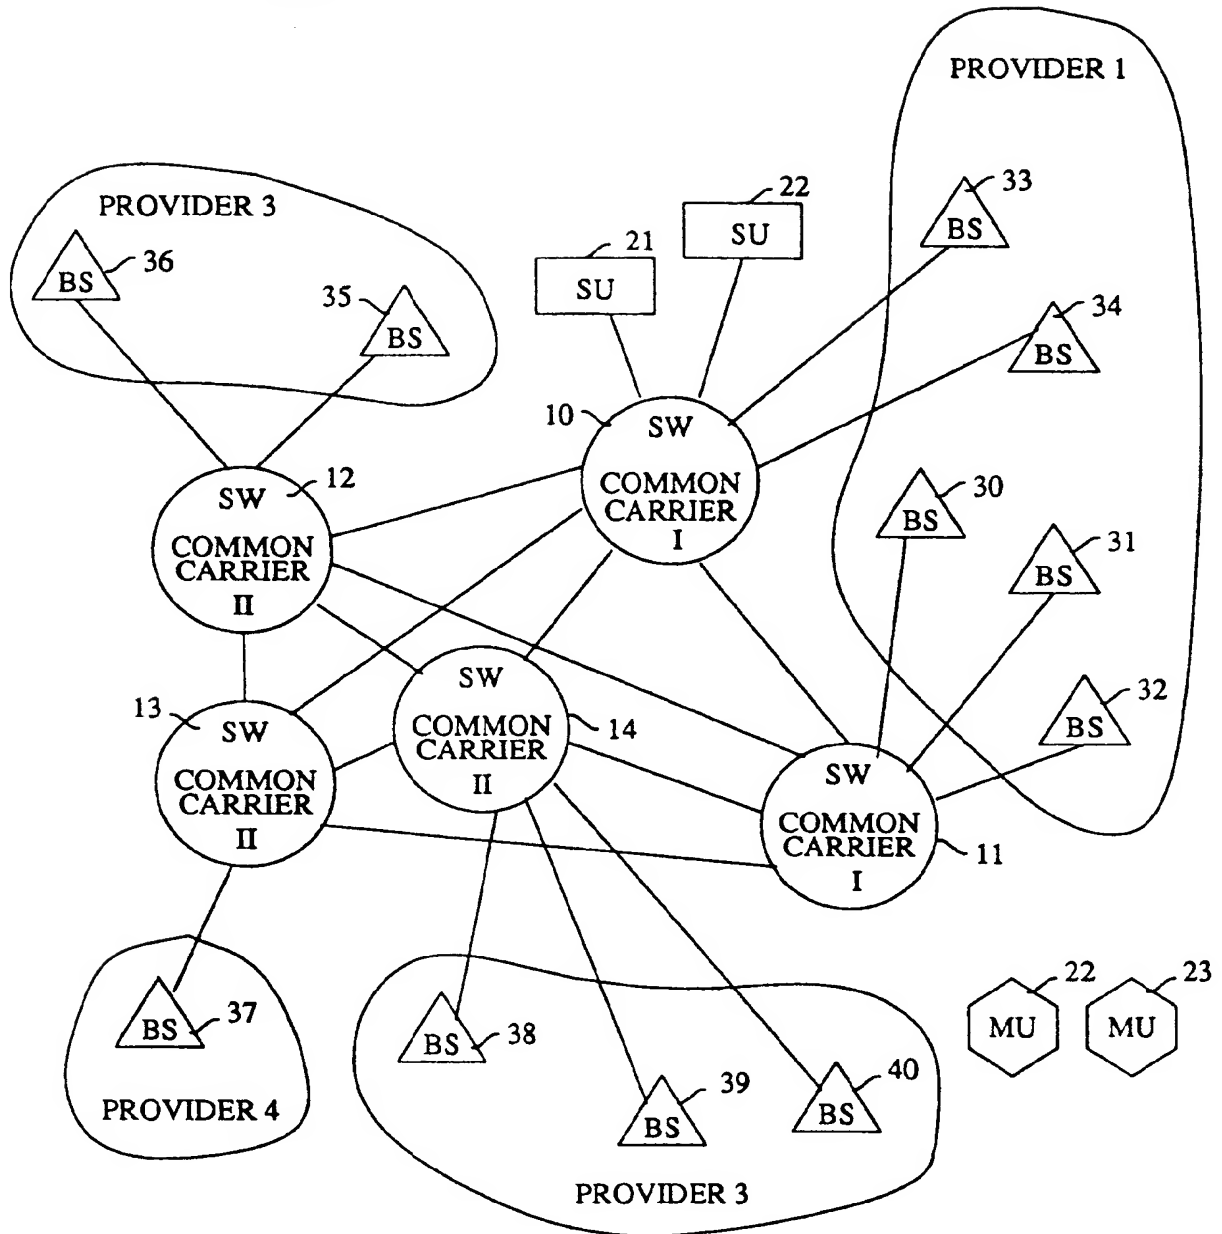 PROVIDER 1
PROVIDER 3
33
BS
22
SU
21
SU
36
BS
35
BS
34
BS
10
SW
COMMON
CARRIER
I
12
SW
COMMON
CARRIER
II
30
BS
31
BS
32
BS
13
SW
COMMON
CARRIER
II
14
SW
COMMON
CARRIER
II
11
SW
COMMON
CARRIER
I
37
BS
PROVIDER 4
38
BS
39
BS
40
BS
PROVIDER 3
22
MU
23
MU